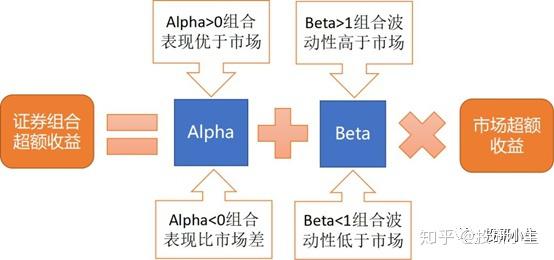 Alpha>0组合
表现优于市场
Beta>1组合波
动性高于市场
证券组合
超额收益
=
Alpha
+
Beta
×
市场超额
收益
Alpha<0组合
表现比市场差
Beta<1组合波
动性低于市场
知乎 @投研小生